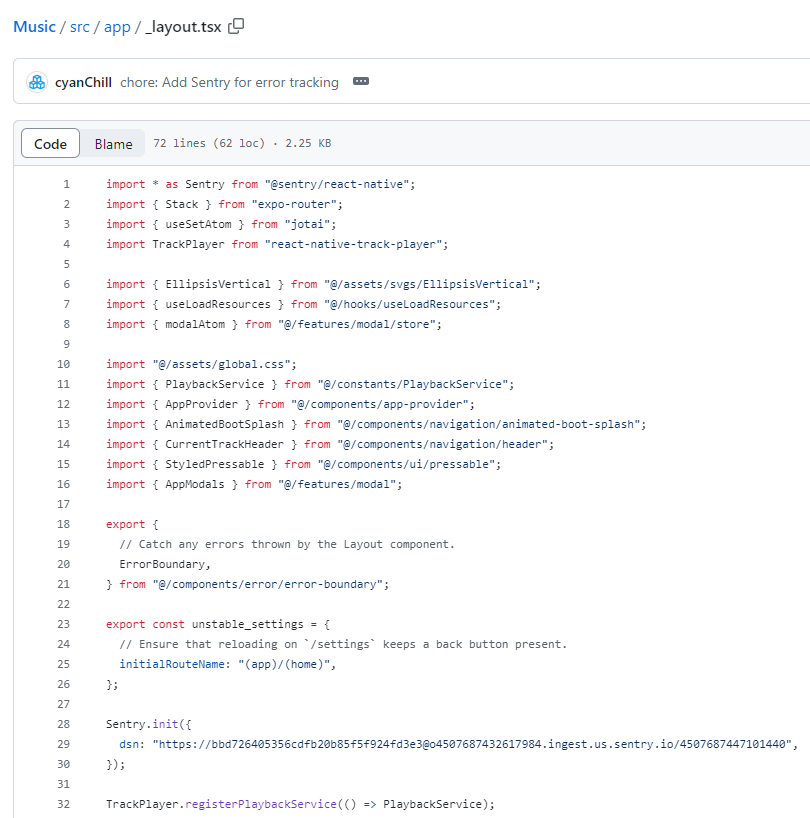 Music / src / app / _layout.tsx
cyanChill chore: Add Sentry for error tracking
Code Blame 72 lines (62 loc) · 2.25 KB
1 import * as Sentry from "@sentry/react-native";
2 import { Stack } from "expo-router";
3 import { useSetAtom } from "jotai";
4 import TrackPlayer from "react-native-track-player";
5
6 import { EllipsisVertical } from "@/assets/svgs/EllipsisVertical";
7 import { useLoadResources } from "@/hooks/useLoadResources";
8 import { modalAtom } from "@/features/modal/store";
9
10 import "@/assets/global.css";
11 import { PlaybackService } from "@/constants/PlaybackService";
12 import { AppProvider } from "@/components/app-provider";
13 import { AnimatedBootSplash } from "@/components/navigation/animated-boot-splash";
14 import { CurrentTrackHeader } from "@/components/navigation/header";
15 import { StyledPressable } from "@/components/ui/pressable";
16 import { AppModals } from "@/features/modal";
17
18 export {
19   // Catch any errors thrown by the Layout component.
20   ErrorBoundary,
21 } from "@/components/error/error-boundary";
22
23 export const unstable_settings = {
24   // Ensure that reloading on `/settings` keeps a back button present.
25   initialRouteName: "(app)/(home)",
26 };
27
28 Sentry.init({
29   dsn: "https://bbd726405356cdfb20b85f5f924fd3e3@o4507687432617984.ingest.us.sentry.io/4507687447101440",
30 });
31
32 TrackPlayer.registerPlaybackService(() => PlaybackService);